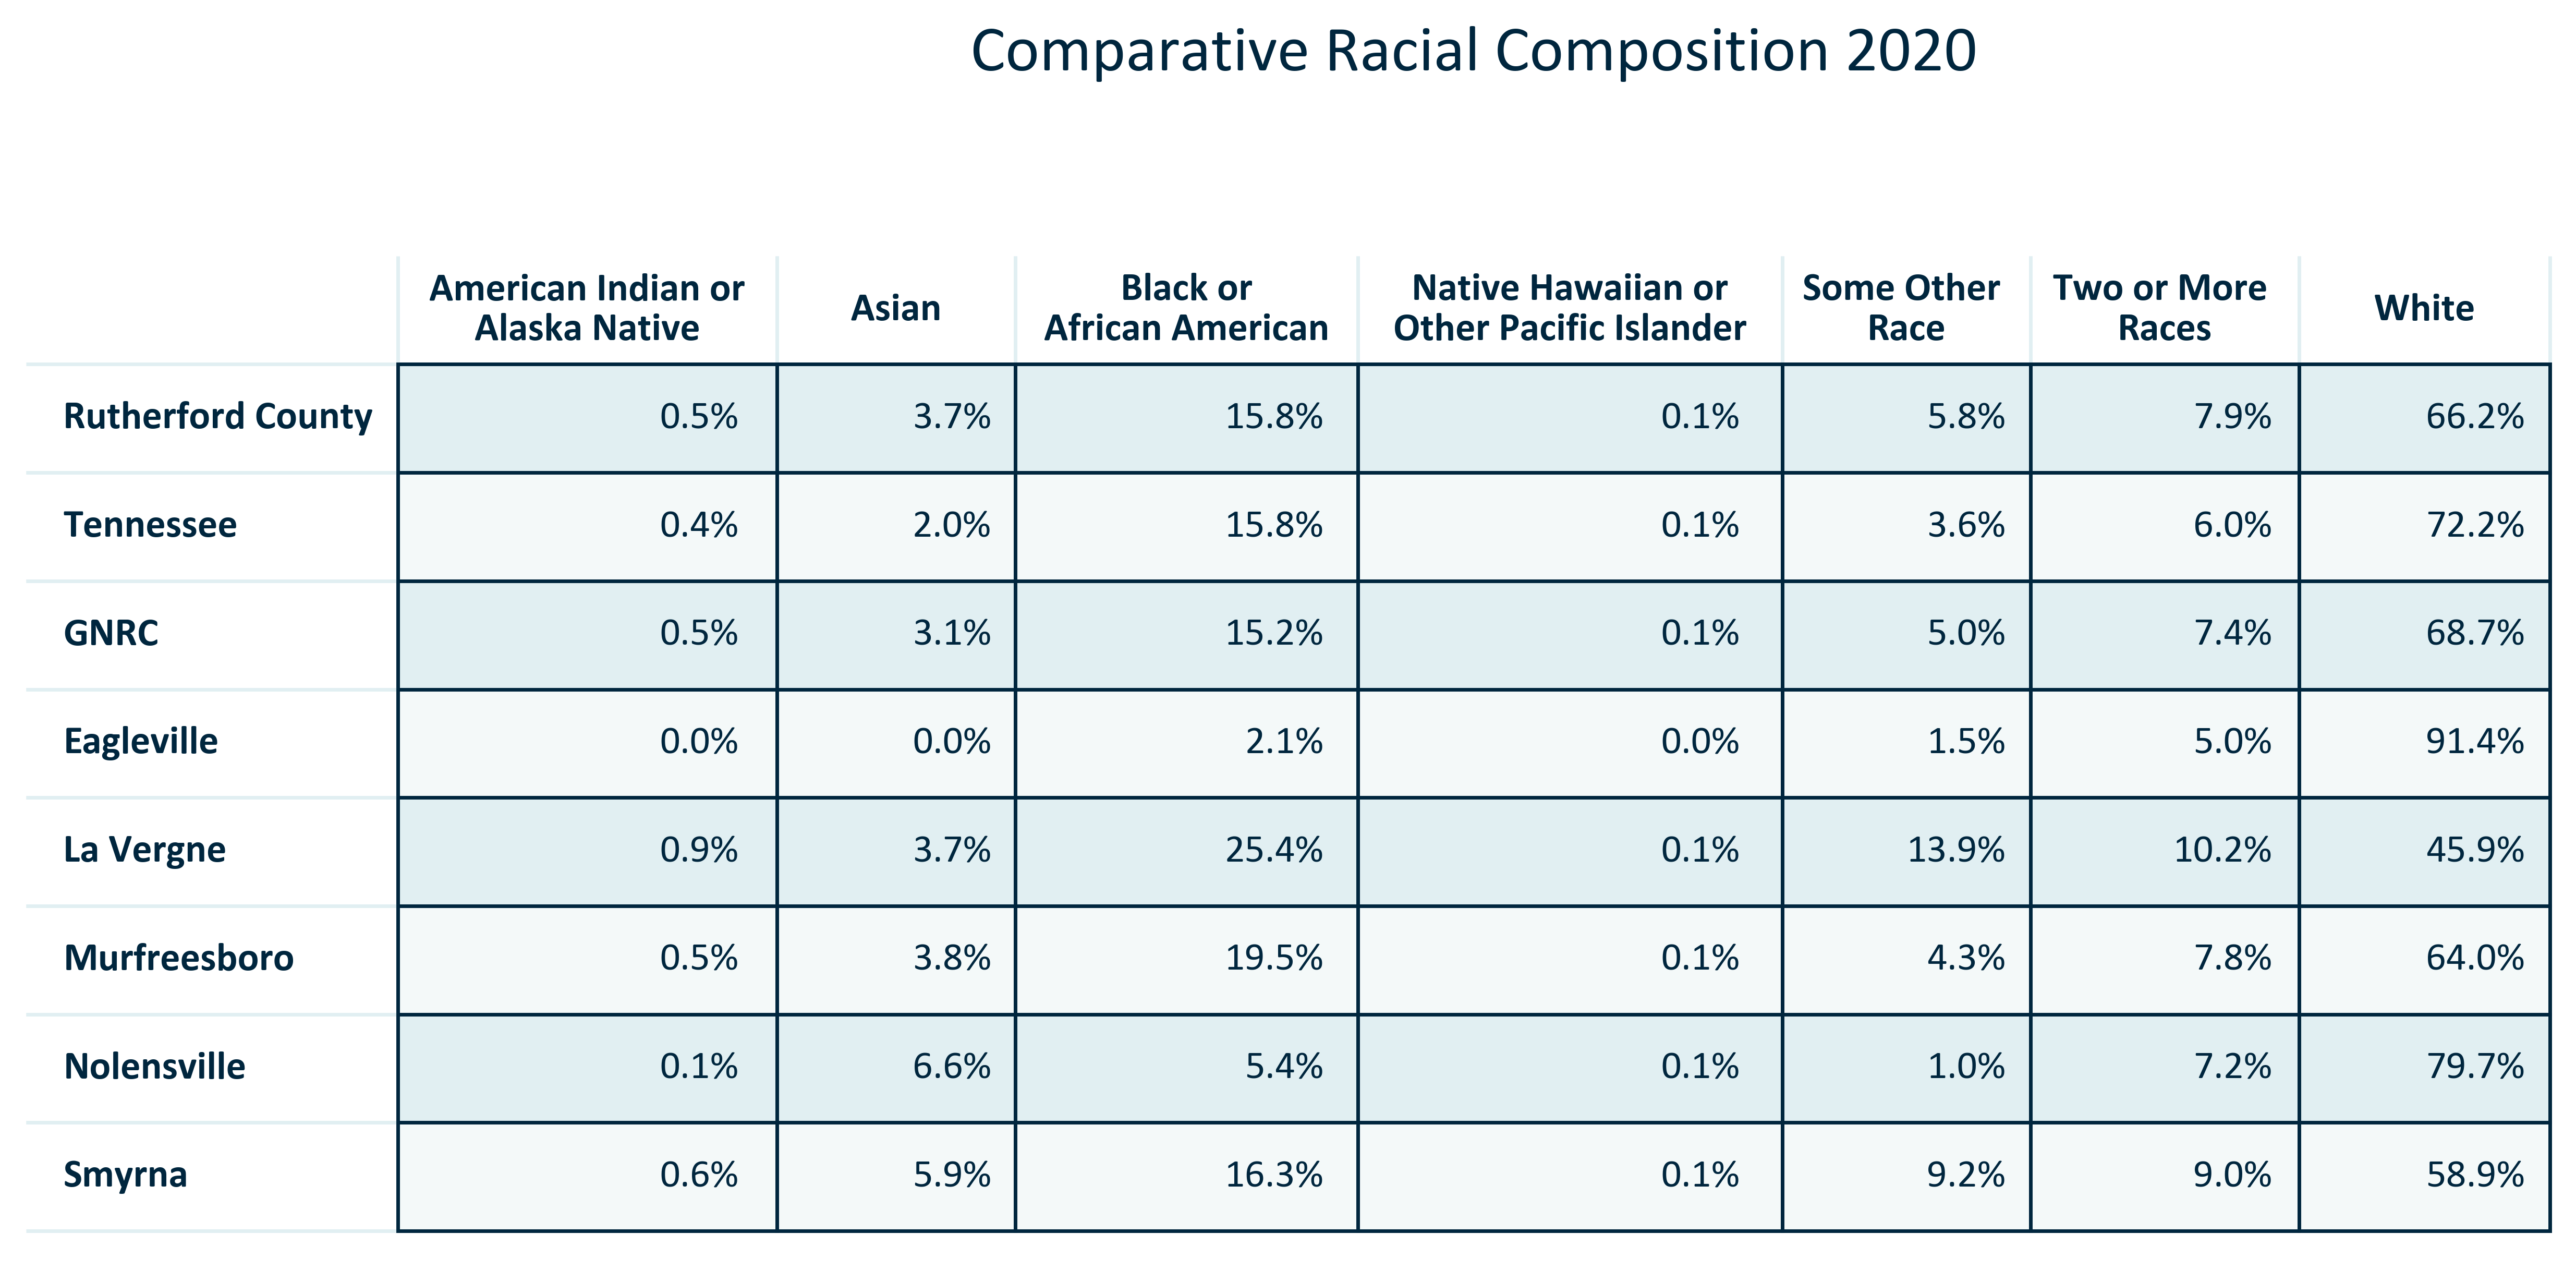 Comparative Racial Composition 2020
American Indian or Alaska Native Asian Black or African American Native Hawaiian or Other Pacific Islander Some Other Race Two or More Races White
Rutherford County 0.5% 3.7% 15.8% 0.1% 5.8% 7.9% 66.2%
Tennessee 0.4% 2.0% 15.8% 0.1% 3.6% 6.0% 72.2%
GNRC 0.5% 3.1% 15.2% 0.1% 5.0% 7.4% 68.7%
Eagleville 0.0% 0.0% 2.1% 0.0% 1.5% 5.0% 91.4%
La Vergne 0.9% 3.7% 25.4% 0.1% 13.9% 10.2% 45.9%
Murfreesboro 0.5% 3.8% 19.5% 0.1% 4.3% 7.8% 64.0%
Nolensville 0.1% 6.6% 5.4% 0.1% 1.0% 7.2% 79.7%
Smyrna 0.6% 5.9% 16.3% 0.1% 9.2% 9.0% 58.9%